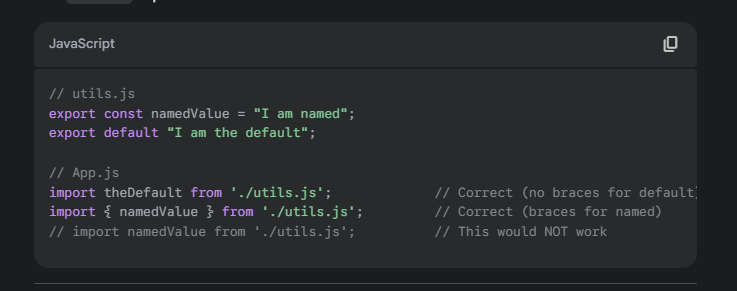 JavaScript
// utils.js
export const namedValue = "I am named";
export default "I am the default";
// App.js
import theDefault from './utils.js'; // Correct (no braces for default)
import { namedValue } from './utils.js'; // Correct (braces for named)
// import namedValue from './utils.js'; // This would NOT work